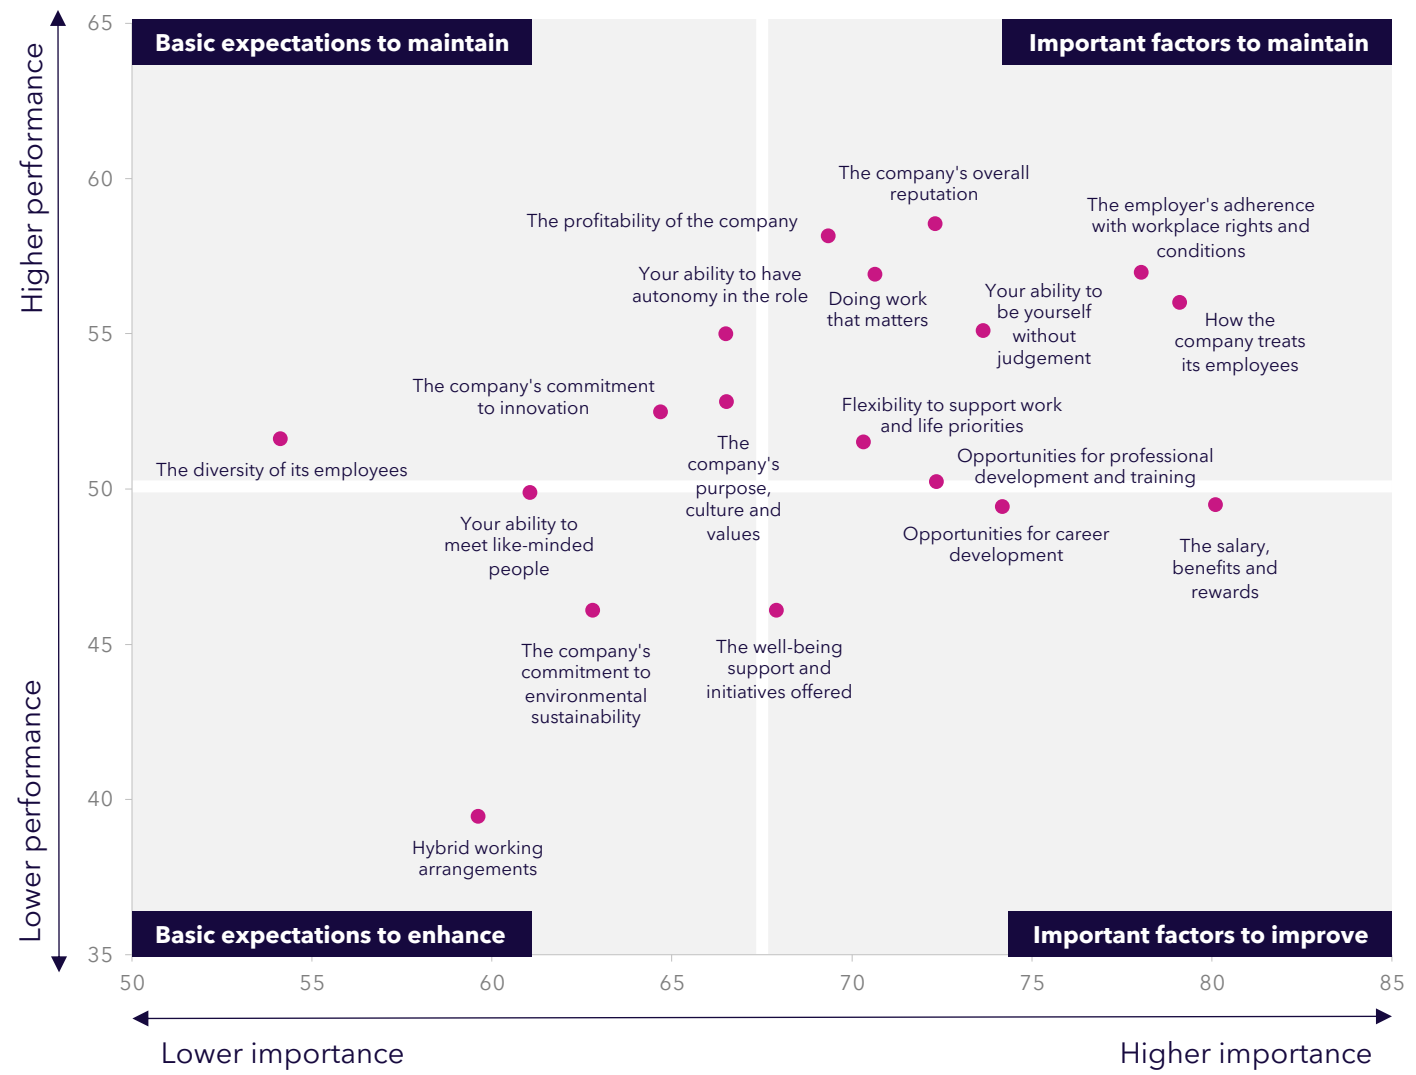 65
Basic expectations to maintain
Important factors to maintain
Higher performance
60
The company's overall
reputation
The profitability of the company
The employer's adherence
with workplace rights and
conditions
Your ability to have
autonomy in the role
Doing work
that matters
Your ability to
be yourself
without
judgement
How the
company treats
its employees
55
The company's commitment
to innovation
Flexibility to support work
and life priorities
The
company's
purpose,
culture and
values
The diversity of its employees
Opportunities for professional
development and training
50
Your ability to
meet like-minded
people
Opportunities for career
development
The salary,
benefits and
rewards
45
The company's
commitment to
environmental
sustainability
The well-being
support and
initiatives offered
Lower performance
40
Hybrid working
arrangements
Basic expectations to enhance
Important factors to improve
35
50
55
60
65
70
75
80
85
Lower importance
Higher importance